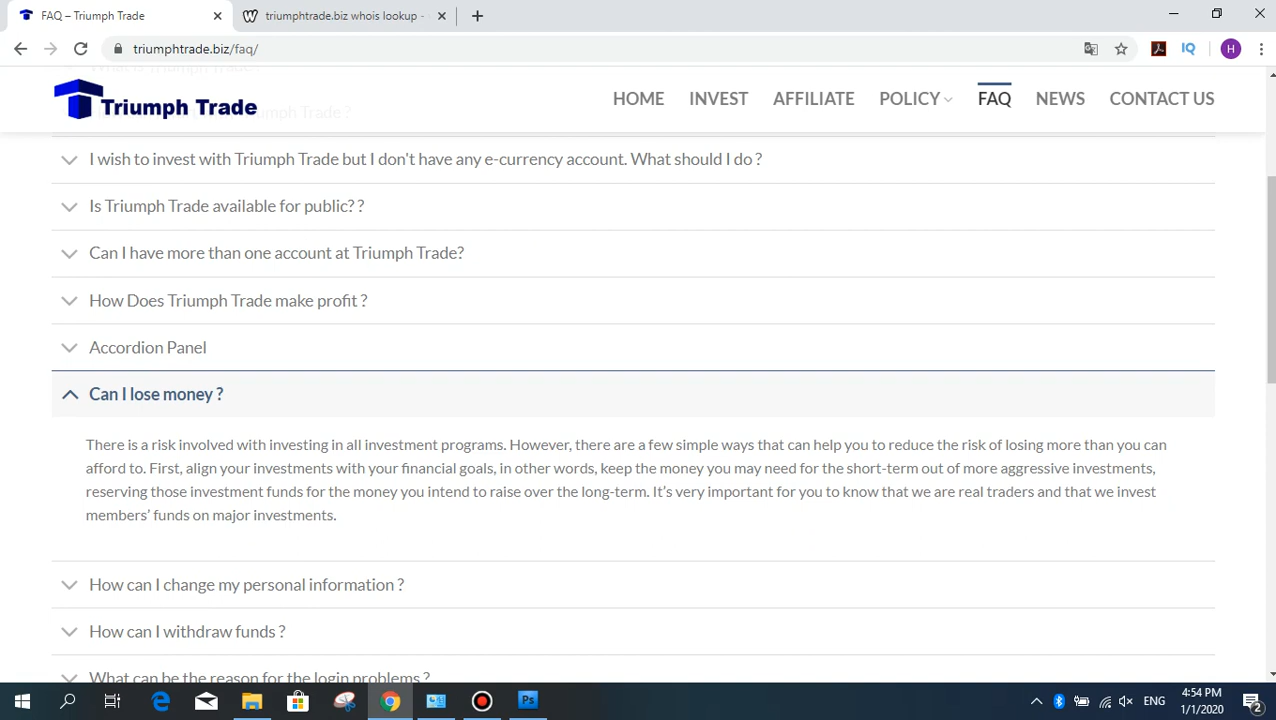 FAQ – Triumph Trade
triumphtrade.biz whois lookup -
triumphtrade.biz/faq/
IQ
H
Triumph Trade
HOME
INVEST
AFFILIATE
POLICY
FAQ
NEWS
CONTACT US
What is Triumph Trade
Triumph Trade ?
I wish to invest with Triumph Trade but I don't have any e-currency account. What should I do ?
Is Triumph Trade available for public? ?
Can I have more than one account at Triumph Trade?
How Does Triumph Trade make profit ?
Accordion Panel
Can I lose money ?
There is a risk involved with investing in all investment programs. However, there are a few simple ways that can help you to reduce the risk of losing more than you can
afford to. First, align your investments with your financial goals, in other words, keep the money you may need for the short-term out of more aggressive investments,
reserving those investment funds for the money you intend to raise over the long-term. It’s very important for you to know that we are real traders and that we invest
members’ funds on major investments.
How can I change my personal information ?
How can I withdraw funds ?
What can be the reason for the login problems ?
Ps
ENG
4:54 PM
1/1/2020
2